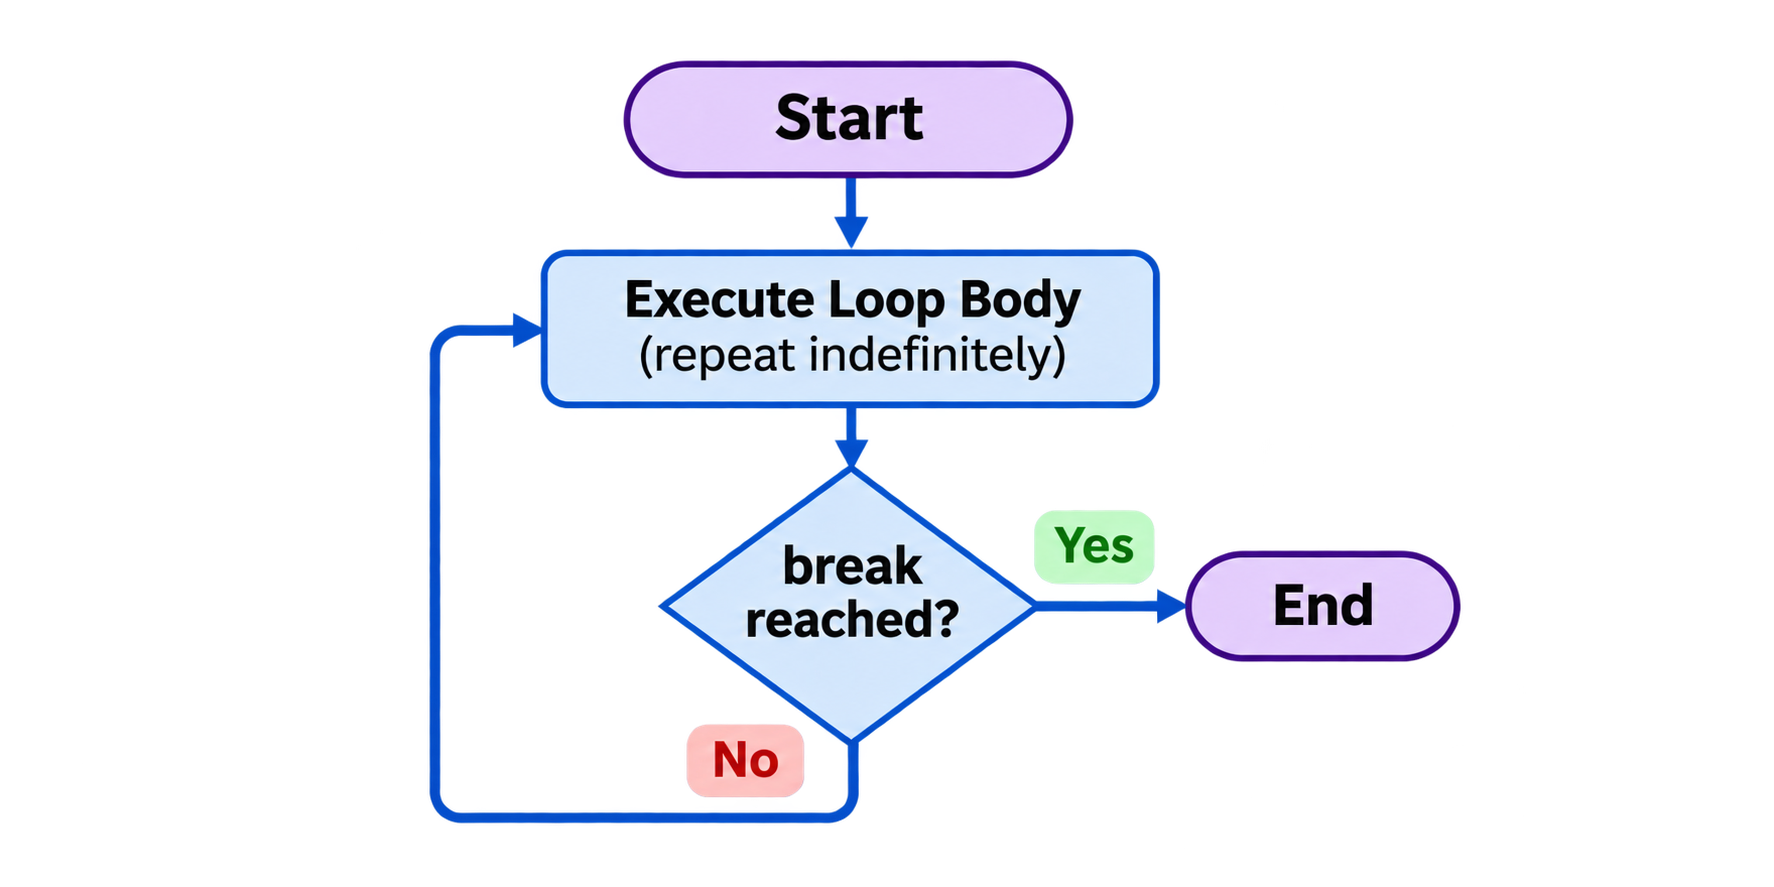 Start
Execute Loop Body
(repeat indefinitely)
break
reached?
Yes
End
No